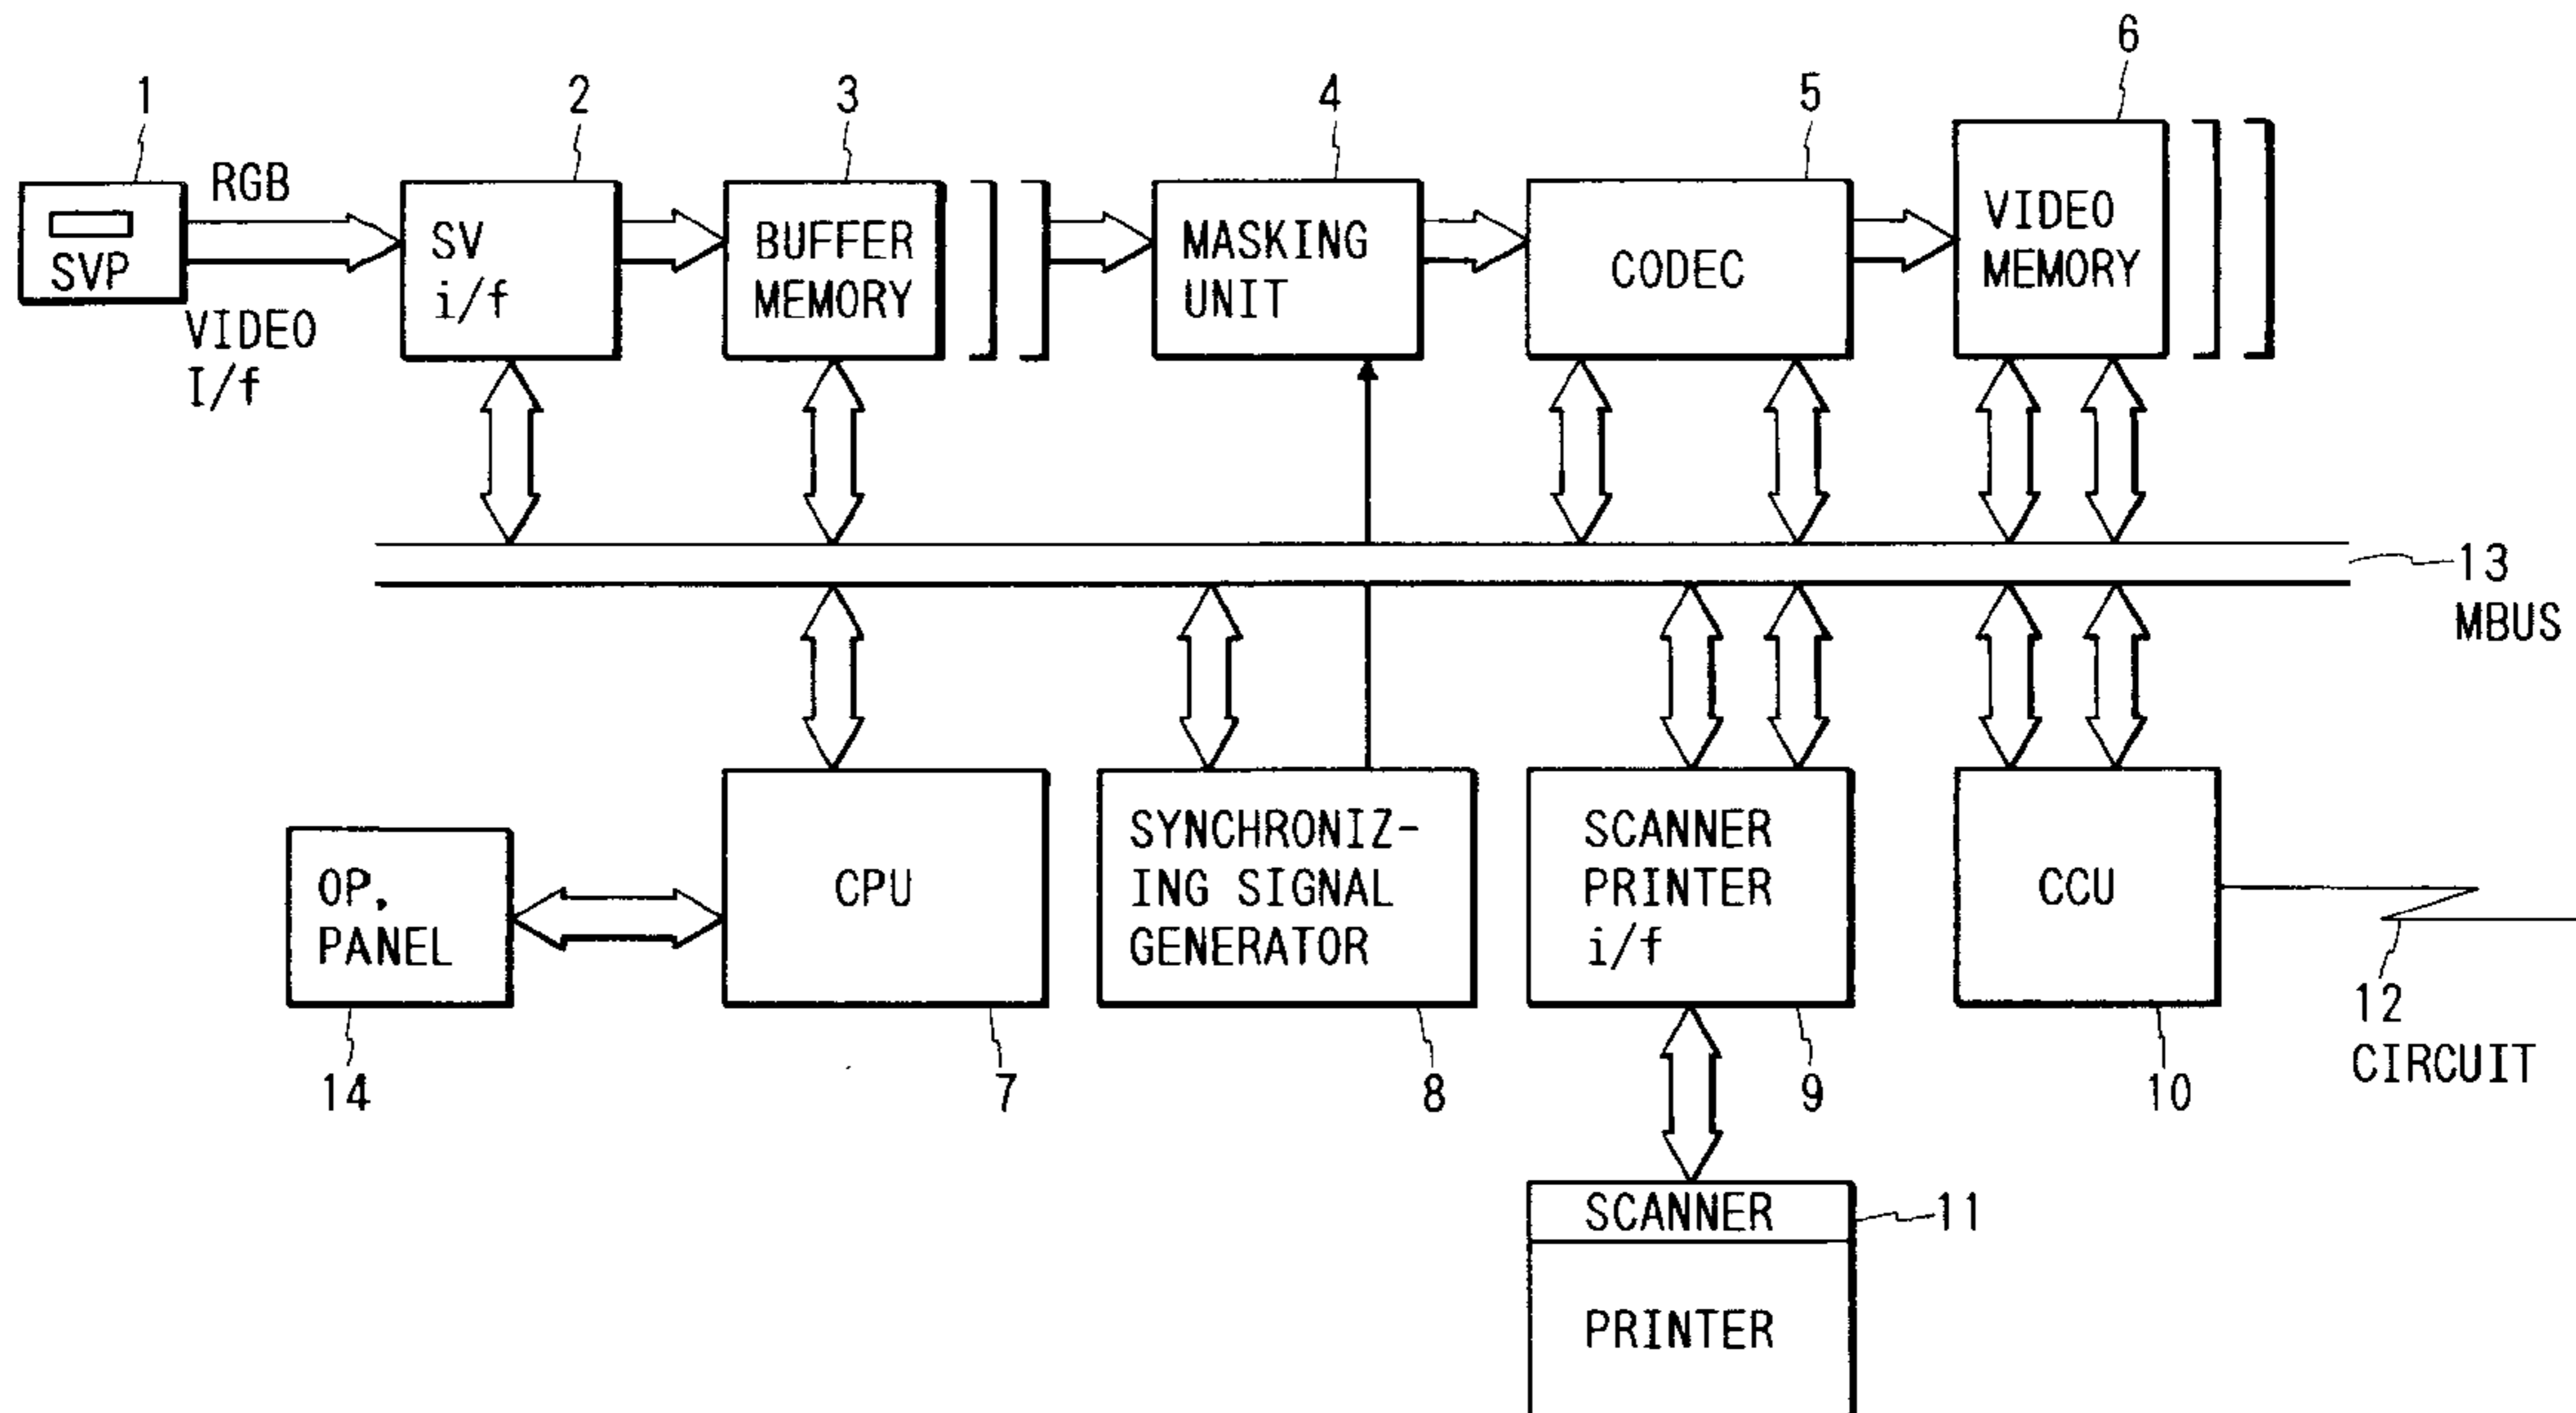 1
2
3
4
5
6
RGB
SVP
VIDEO
I/f
SV
i/f
BUFFER
MEMORY
MASKING
UNIT
CODEC
VIDEO
MEMORY
13
MBUS
OP.
PANEL
CPU
SYNCHRONIZ-
ING SIGNAL
GENERATOR
SCANNER
PRINTER
i/f
CCU
12
CIRCUIT
14
7
8
9
10
SCANNER
11
PRINTER